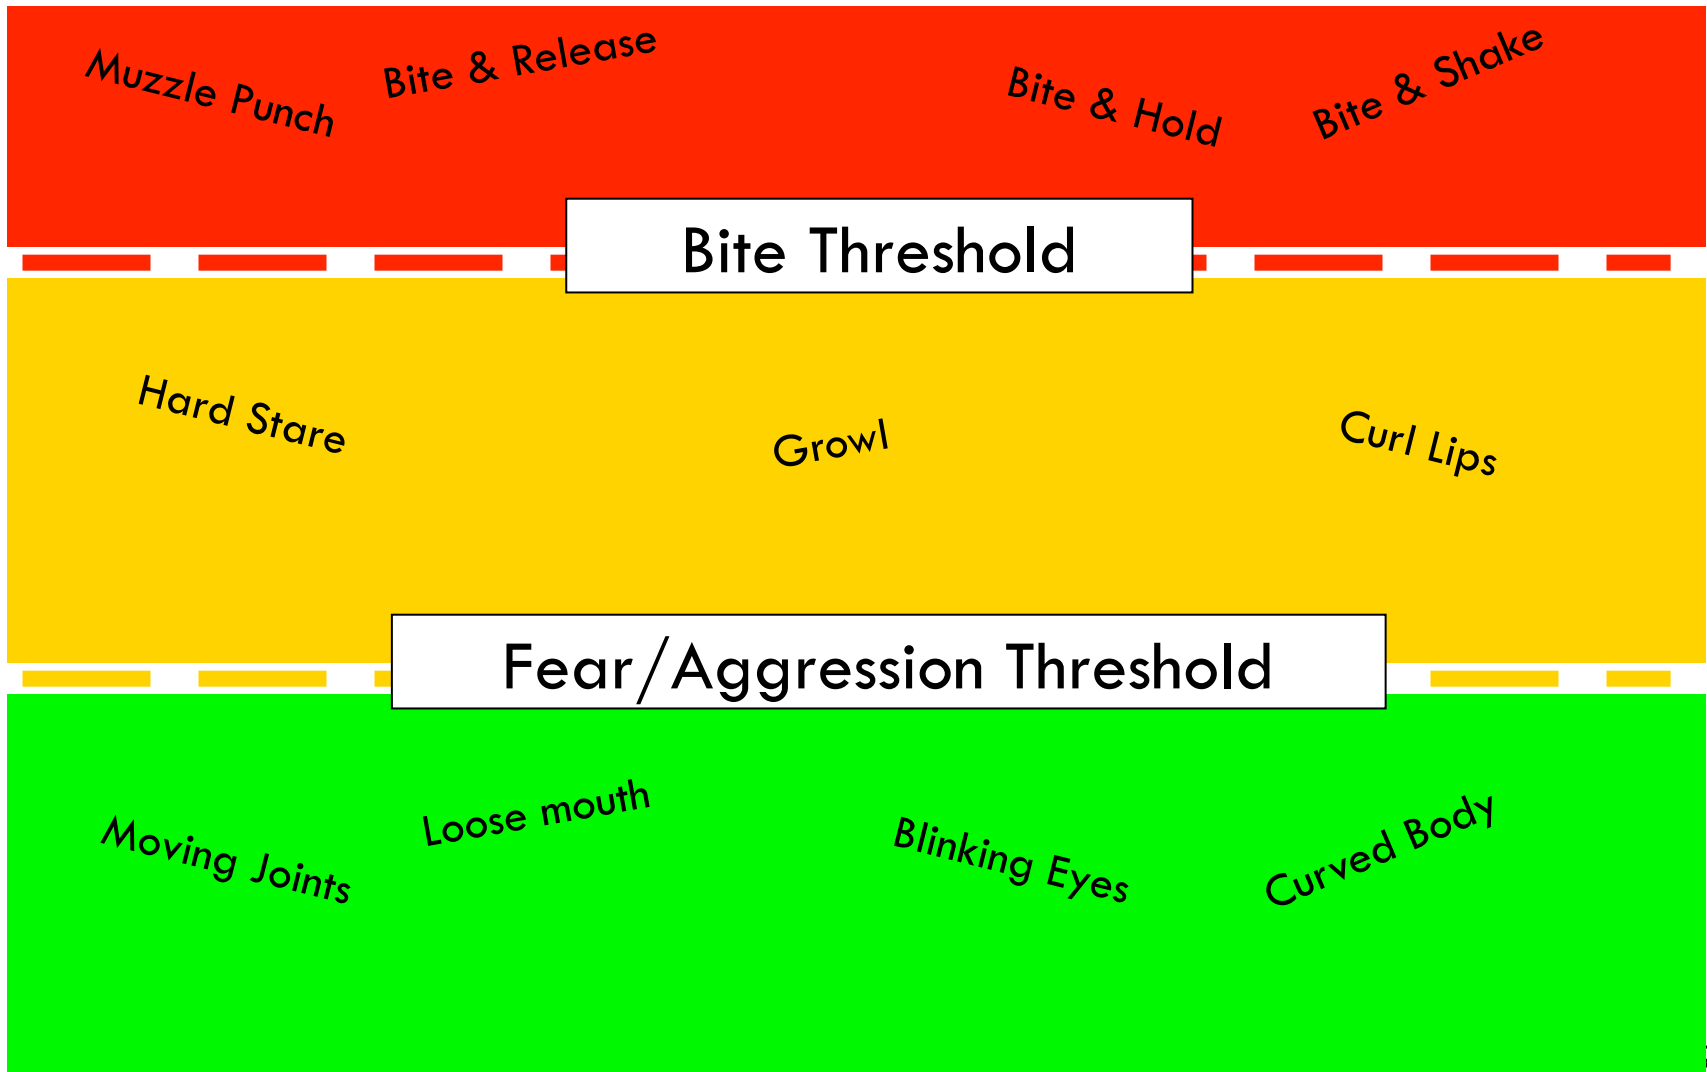 Muzzle Punch
Bite & Release
Bite & Hold
Bite & Shake
Bite Threshold
Hard Stare
Growl
Curl Lips
Fear/Aggression Threshold
Moving Joints
Loose mouth
Blinking Eyes
Curved Body